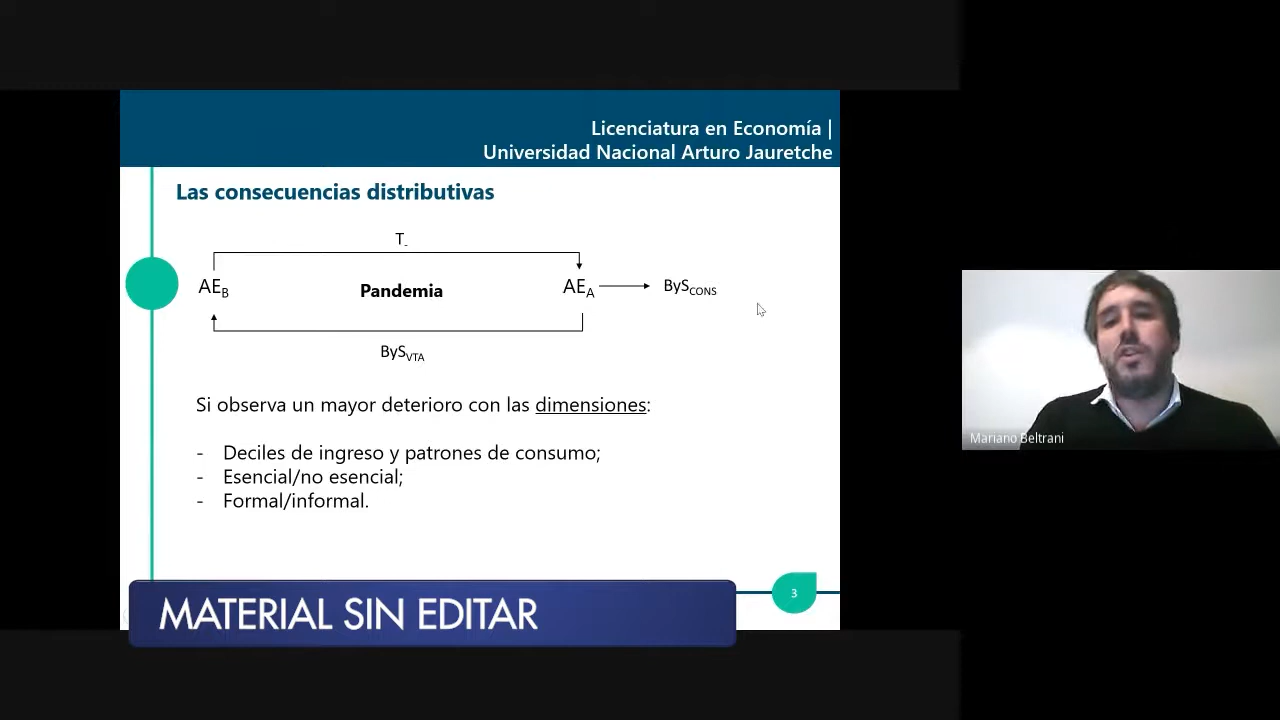 Licenciatura en Economía |
Universidad Nacional Arturo Jauretche
Las consecuencias distributivas
T-
AEB
Pandemia
AEA
BySCONS
BySVTA
Si observa un mayor deterioro con las dimensiones:
- Deciles de ingreso y patrones de consumo;
- Esencial/no esencial;
- Formal/informal.
3
MATERIAL SIN EDITAR
Mariano Beltrani